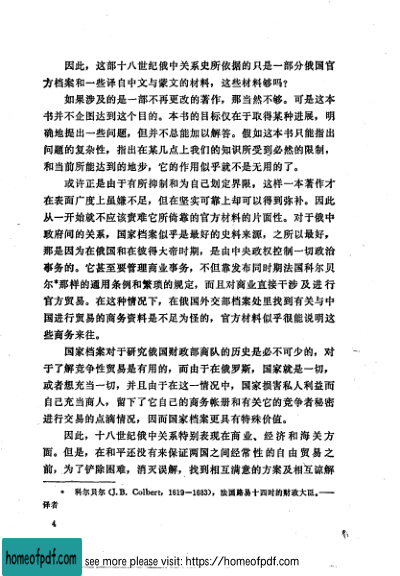 因此，这部十八世纪俄中关系史所依据的只是一部分俄国官
方档案和一些译自中文与蒙文的材料，这些材料够吗？
如果涉及的是一部不再更改的著作，那当然不够。可是这本
书并不企图达到这个目的。本书的目标仅在于取得某种进展，明
确地提出一些问题，但并不总能加以解答。假如这本书只能指出
问题的复杂性，指出在某几点上我们的知识所受到必然的限制，
和当前所能达到的地步，它的作用似乎就不是无用的了。
或许正是由于有所抑制和为自己划定界限，这样一本著作才
在表面广度上虽嫌不足，但在坚实可靠上却可以得到弥补。因此
从一开始就不应该责难它所倚靠的官方材料的片面性。对于俄中
政府间的关系，国家档案似乎是最好的史料来源，之所以最好，
那是因为在俄国和在彼得大帝时期，是由中央政权控制一切政治
事务的。它甚至要管理商业事务，不但靠发布同时期法国科尔贝
尔*那样的通用条例和繁琐的规定，而且对商业直接干涉及进行
官方贸易。在这种情况下，在俄国外交部档案处里找到有关与中
国进行贸易的商务资料是不足为怪的，官方材料似乎很能说明这
些商务来往。
国家档案对于研究俄国财政部商队的历史是必不可少的，对
于了解竞争性贸易是有用的，而由于在俄罗斯，国家就是一切，
或者想充当一切，并且由于在这一情况中，国家损害私人利益而
自己充当商人，留下了它自己的商务帐册和有关它的竞争者秘密
进行交易的点滴情况，因而国家档案更具有特殊价值。
因此，十八世纪俄中关系特别表现在商业、经济和海关方
面。但是，在和平还没有来保证两国之间经常性的自由贸易之
前，为了铲除困难，消灭误解，找到相互满意的方案及相互谅解
* 科尔贝尔（J.B. Colbert，1619—1683），法国路易十四时的财政大臣。——
译者
4
homeofpdf.com
see more please visit: https://homeofpdf.com